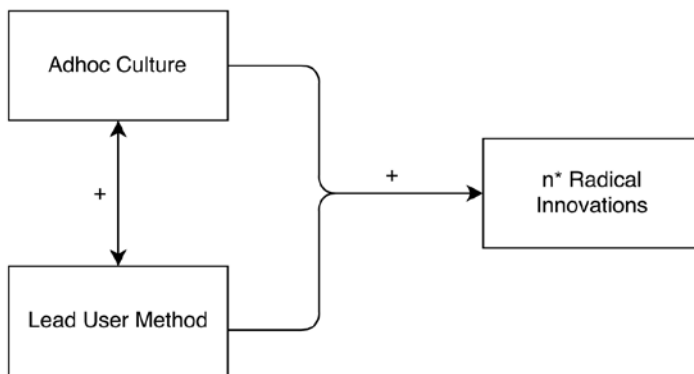 Adhoc Culture
+
+
n* Radical
Innovations
Lead User Method